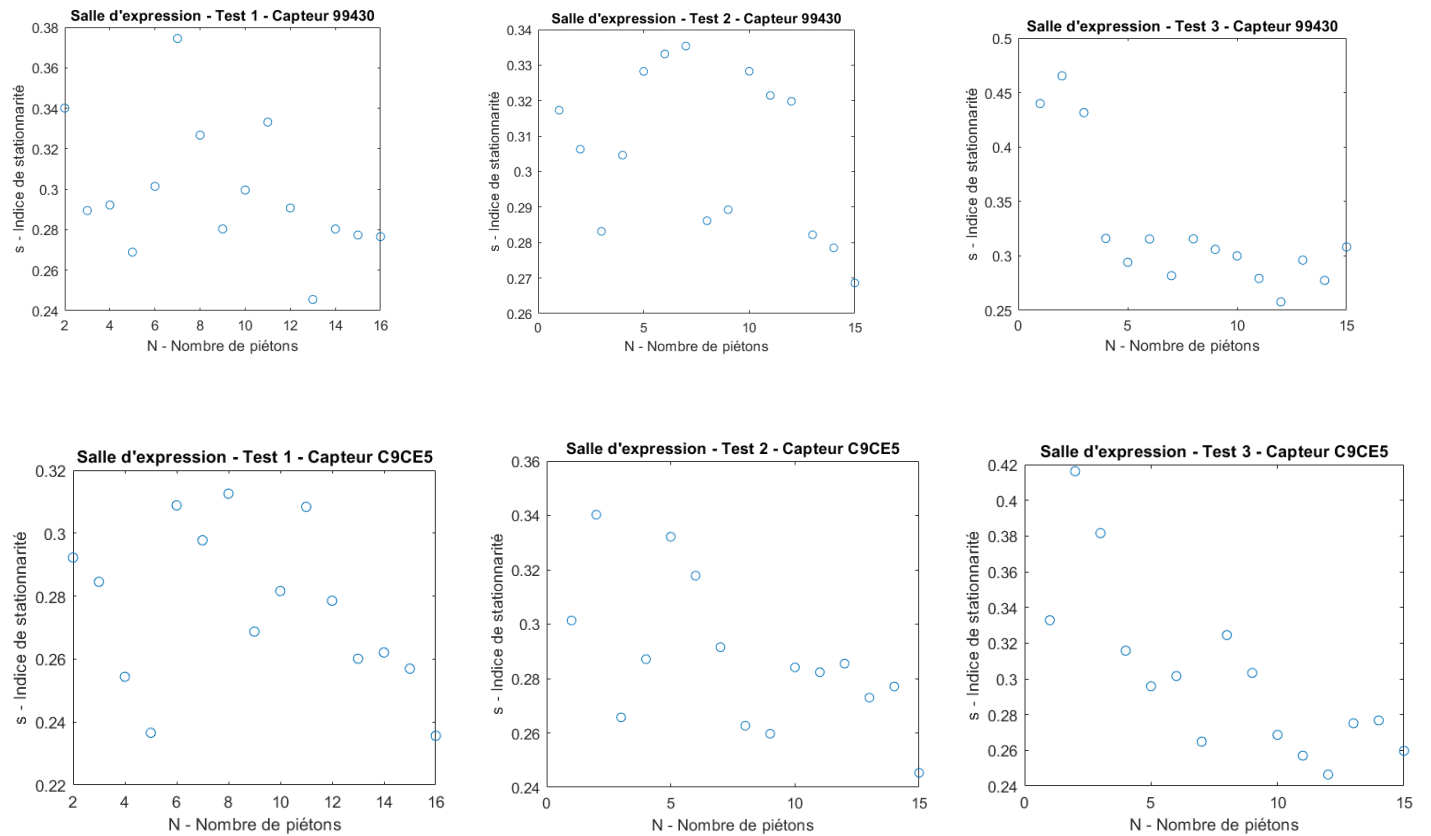 Salle d'expression - Test 1 - Capteur 99430
0.38
0.36
0.34
0.32
0.3
0.28
0.26
0.24
s - Indice de stationnarité
2 4 6 8 10 12 14 16
N - Nombre de piétons
Salle d'expression - Test 2 - Capteur 99430
0.34
0.33
0.32
0.31
0.3
0.29
0.28
0.27
0.26
s - Indice de stationnarité
0 5 10 15
N - Nombre de piétons
Salle d'expression - Test 3 - Capteur 99430
0.5
0.45
0.4
0.35
0.3
0.25
s - Indice de stationnarité
0 5 10 15
N - Nombre de piétons
Salle d'expression - Test 1 - Capteur C9CE5
0.32
0.3
0.28
0.26
0.24
0.22
s - Indice de stationnarité
2 4 6 8 10 12 14 16
N - Nombre de piétons
Salle d'expression - Test 2 - Capteur C9CE5
0.36
0.34
0.32
0.3
0.28
0.26
0.24
s - Indice de stationnarité
0 5 10 15
N - Nombre de piétons
Salle d'expression - Test 3 - Capteur C9CE5
0.42
0.4
0.38
0.36
0.34
0.32
0.3
0.28
0.26
0.24
s - Indice de stationnarité
0 5 10 15
N - Nombre de piétons